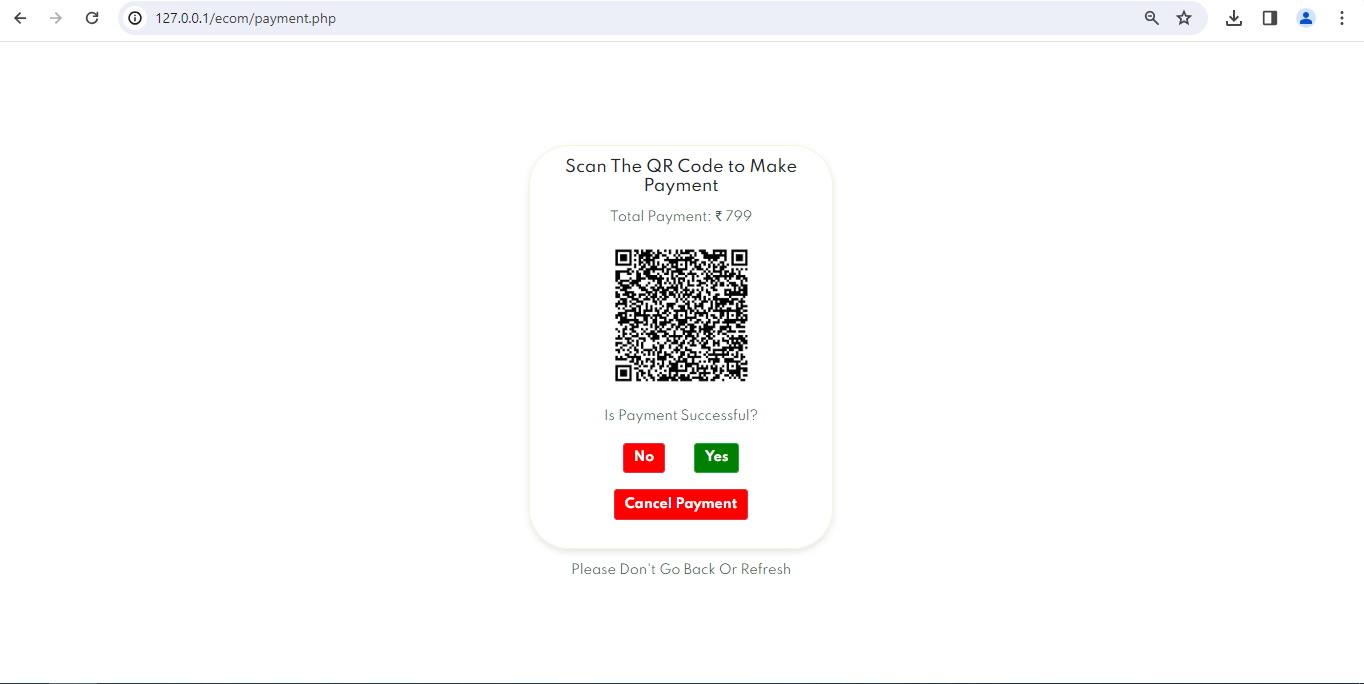 127.0.0.1/ecom/payment.php
Scan The QR Code to Make
Payment
Total Payment: ₹ 799
Is Payment Successful?
No Yes
Cancel Payment
Please Don't Go Back Or Refresh